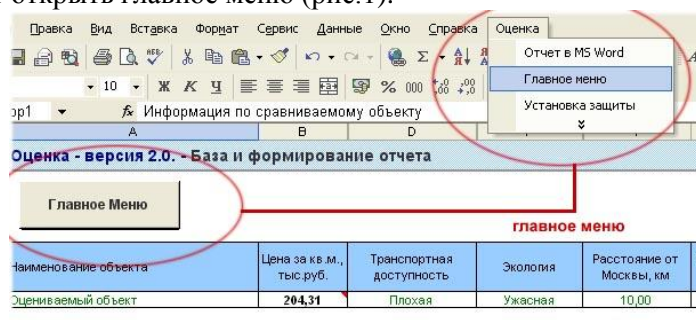 открыть главное меню (рис.1).
Правка Вид Вставка Формат Сервис Данные Окно Справка Оценка
Отчет в MS Word
10 Ж К Ч % 000
Главное меню
Установка защиты
ор1 fx Информация по сравниваемому объекту
A B D
Оценка - версия 2.0. - База и формирование отчета
Главное Меню
главное меню
Наименование объекта Цена за кв.м., тыс.руб. Транспортная доступность Экология Расстояние от Москвы, км
Оцениваемый объект 204,31 Плохая Ужасная 10,00